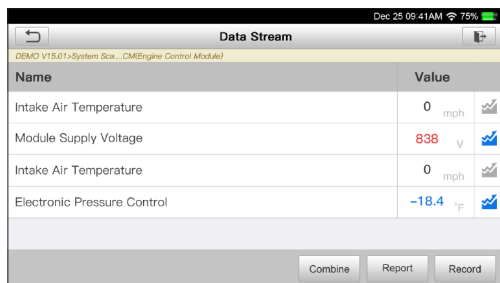 Dec 25 09:41AM 75%
Data Stream
DEMO V15.01>System Sca....CM(Engine Control Module)
Name Value
Intake Air Temperature 0 mph
Module Supply Voltage 838 V
Intake Air Temperature 0 mph
Electronic Pressure Control -18.4 °F
Combine Report Record